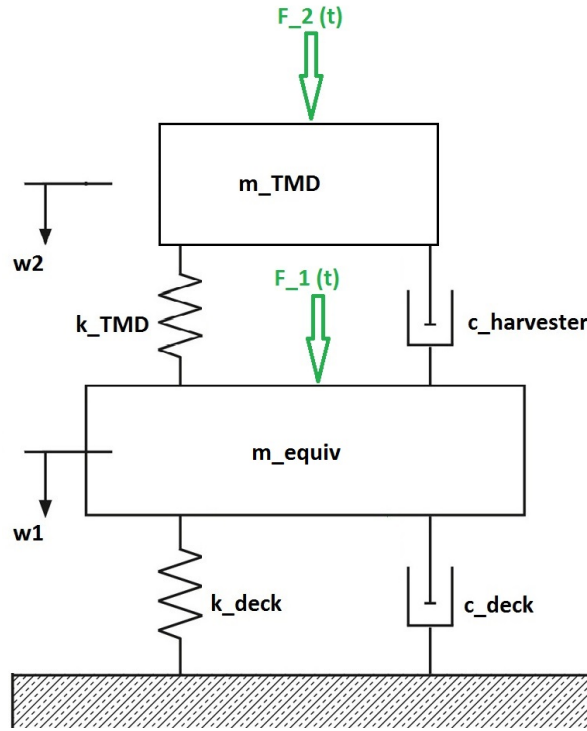 F_2 (t)
m_TMD
w2
F_1 (t)
k_TMD
c_harvester
m_equiv
w1
k_deck
c_deck